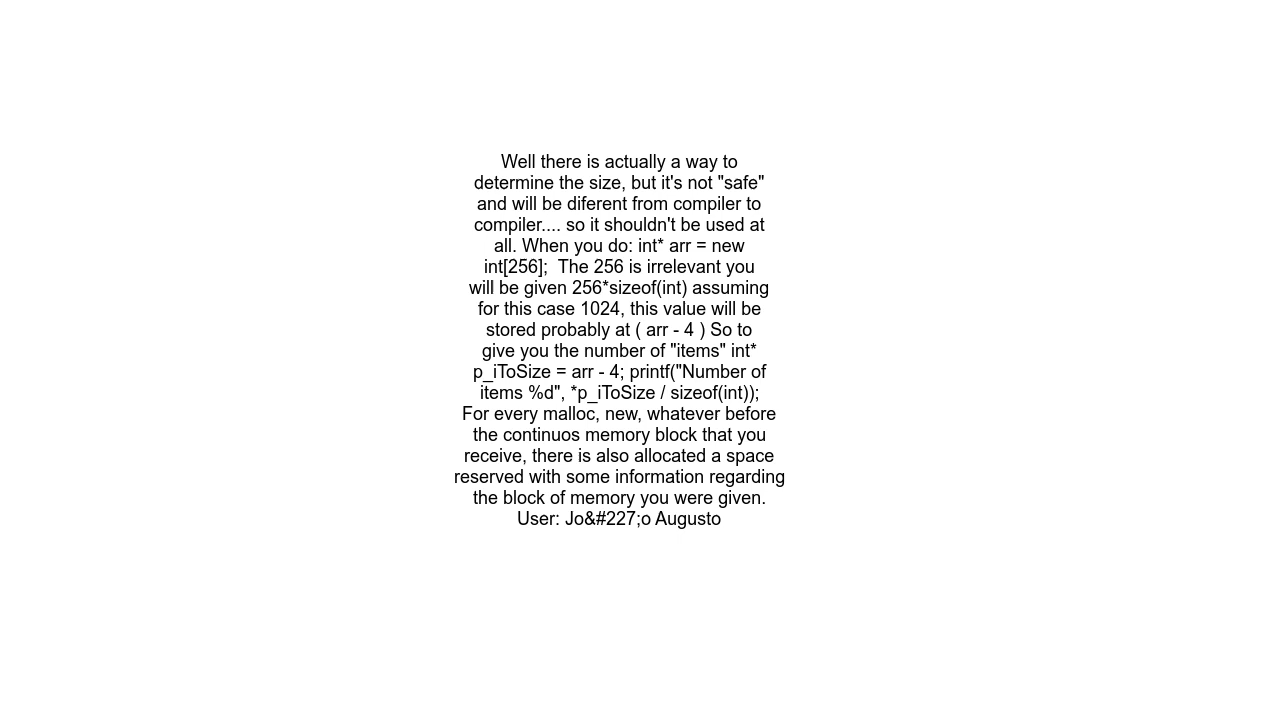 Well there is actually a way to
determine the size, but it's not "safe"
and will be diferent from compiler to
compiler.... so it shouldn't be used at
all. When you do: int* arr = new
int[256];  The 256 is irrelevant you
will be given 256*sizeof(int) assuming
for this case 1024, this value will be
stored probably at ( arr - 4 ) So to
give you the number of "items" int*
p_iToSize = arr - 4; printf("Number of
items %d", *p_iToSize / sizeof(int));
For every malloc, new, whatever before
the continuos memory block that you
receive, there is also allocated a space
reserved with some information regarding
the block of memory you were given.
User: Jo&#227;o Augusto